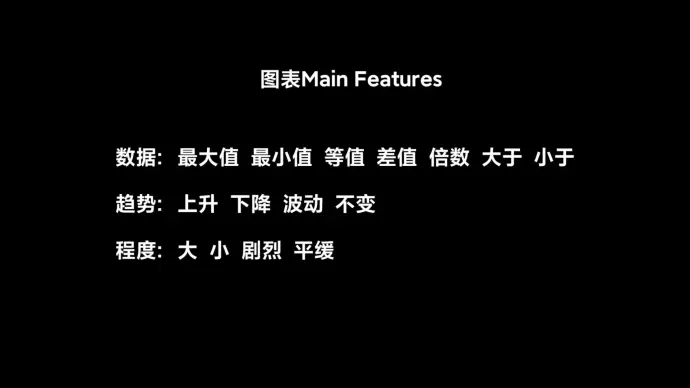 图表Main Features
数据: 最大值 最小值 等值 差值 倍数 大于 小于
趋势: 上升 下降 波动 不变
程度: 大 小 剧烈 平缓